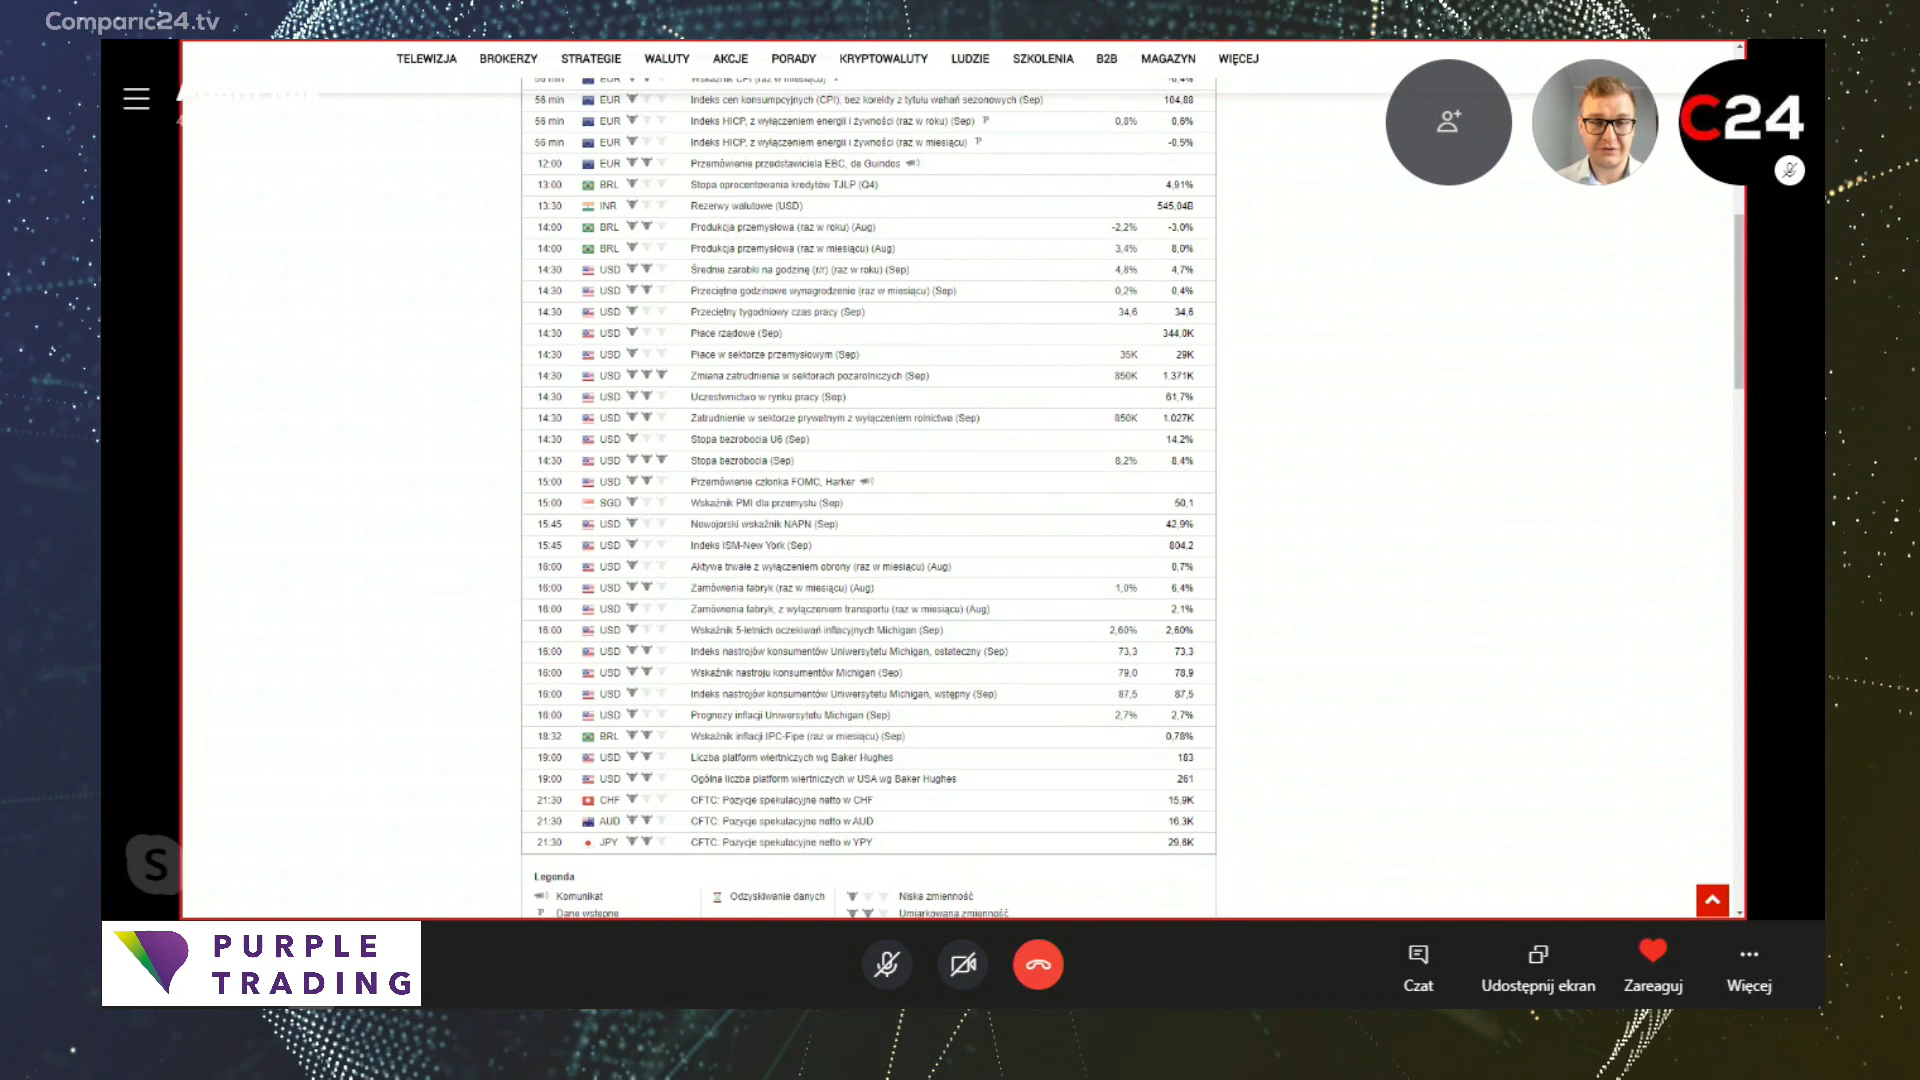 Comparic24.tv
TELEWIZJA BROKERZY STRATEGIE WALUTY AKCJE PORADY KRYPTOWALUTY LUDZIE SZKOLENIA B2B MAGAZYN WIĘCEJ
56 min EUR Wskaźnik CPI (raz w miesiącu) -0,4%
56 min EUR Indeks cen konsumpcyjnych (CPI), bez korekty z tytułu wahań sezonowych (Sep) 104,88
56 min EUR Indeks HICP, z wyłączeniem energii i żywności (raz w roku) (Sep) P 0,8% 0,6%
56 min EUR Indeks HICP, z wyłączeniem energii i żywności (raz w miesiącu) P -0,5%
12:00 EUR Przemówienie przedstawiciela EBC, de Guindos
13:00 BRL Stopa oprocentowania kredytów TJLP (Q4) 4,91%
13:30 INR Rezerwy walutowe (USD) 545,04B
14:00 BRL Produkcja przemysłowa (raz w roku) (Aug) -2,2% -3,0%
14:00 BRL Produkcja przemysłowa (raz w miesiącu) (Aug) 3,4% 8,0%
14:30 USD Średnie zarobki na godzinę (r/r) (raz w roku) (Sep) 4,8% 4,7%
14:30 USD Przeciętne godzinowe wynagrodzenie (raz w miesiącu) (Sep) 0,2% 0,4%
14:30 USD Przeciętny tygodniowy czas pracy (Sep) 34,6 34,6
14:30 USD Płace rządowe (Sep) 344,0K
14:30 USD Płace w sektorze przemysłowym (Sep) 35K 29K
14:30 USD Zmiana zatrudnienia w sektorach pozarolniczych (Sep) 850K 1.371K
14:30 USD Uczestnictwo w rynku pracy (Sep) 61,7%
14:30 USD Zatrudnienie w sektorze prywatnym z wyłączeniem rolnictwa (Sep) 850K 1.027K
14:30 USD Stopa bezrobocia U6 (Sep) 14,2%
14:30 USD Stopa bezrobocia (Sep) 8,2% 8,4%
15:00 USD Przemówienie członka FOMC, Harker
15:00 SGD Wskaźnik PMI dla przemysłu (Sep) 50,1
15:45 USD Nowojorski wskaźnik NAPN (Sep) 42,9%
15:45 USD Indeks ISM-New York (Sep) 804,2
16:00 USD Aktywa trwałe z wyłączeniem obrony (raz w miesiącu) (Aug) 0,7%
16:00 USD Zamówienia fabryk (raz w miesiącu) (Aug) 1,0% 6,4%
16:00 USD Zamówienia fabryk, z wyłączeniem transportu (raz w miesiącu) (Aug) 2,1%
16:00 USD Wskaźnik 5-letnich oczekiwań inflacyjnych Michigan (Sep) 2,60% 2,60%
16:00 USD Indeks nastrojów konsumentów Uniwersytetu Michigan, ostateczny (Sep) 73,3 73,3
16:00 USD Wskaźnik nastroju konsumentów Michigan (Sep) 79,0 78,9
16:00 USD Indeks nastrojów konsumentów Uniwersytetu Michigan, wstępny (Sep) 87,5 87,5
16:00 USD Prognozy inflacji Uniwersytetu Michigan (Sep) 2,7% 2,7%
18:32 BRL Wskaźnik inflacji IPC-Fipe (raz w miesiącu) (Sep) 0,78%
19:00 USD Liczba platform wiertniczych wg Baker Hughes 183
19:00 USD Ogólna liczba platform wiertniczych w USA wg Baker Hughes 261
21:30 CHF CFTC: Pozycje spekulacyjne netto w CHF 15,9K
21:30 AUD CFTC: Pozycje spekulacyjne netto w AUD 16,3K
21:30 JPY CFTC: Pozycje spekulacyjne netto w YPY 29,6K
Legenda
Komunikat Odzyskiwanie danych Niska zmienność
P Dane wstępne Umiarkowana zmienność
C24
S
PURPLE
TRADING
Czat Udostępnij ekran Zareaguj Więcej